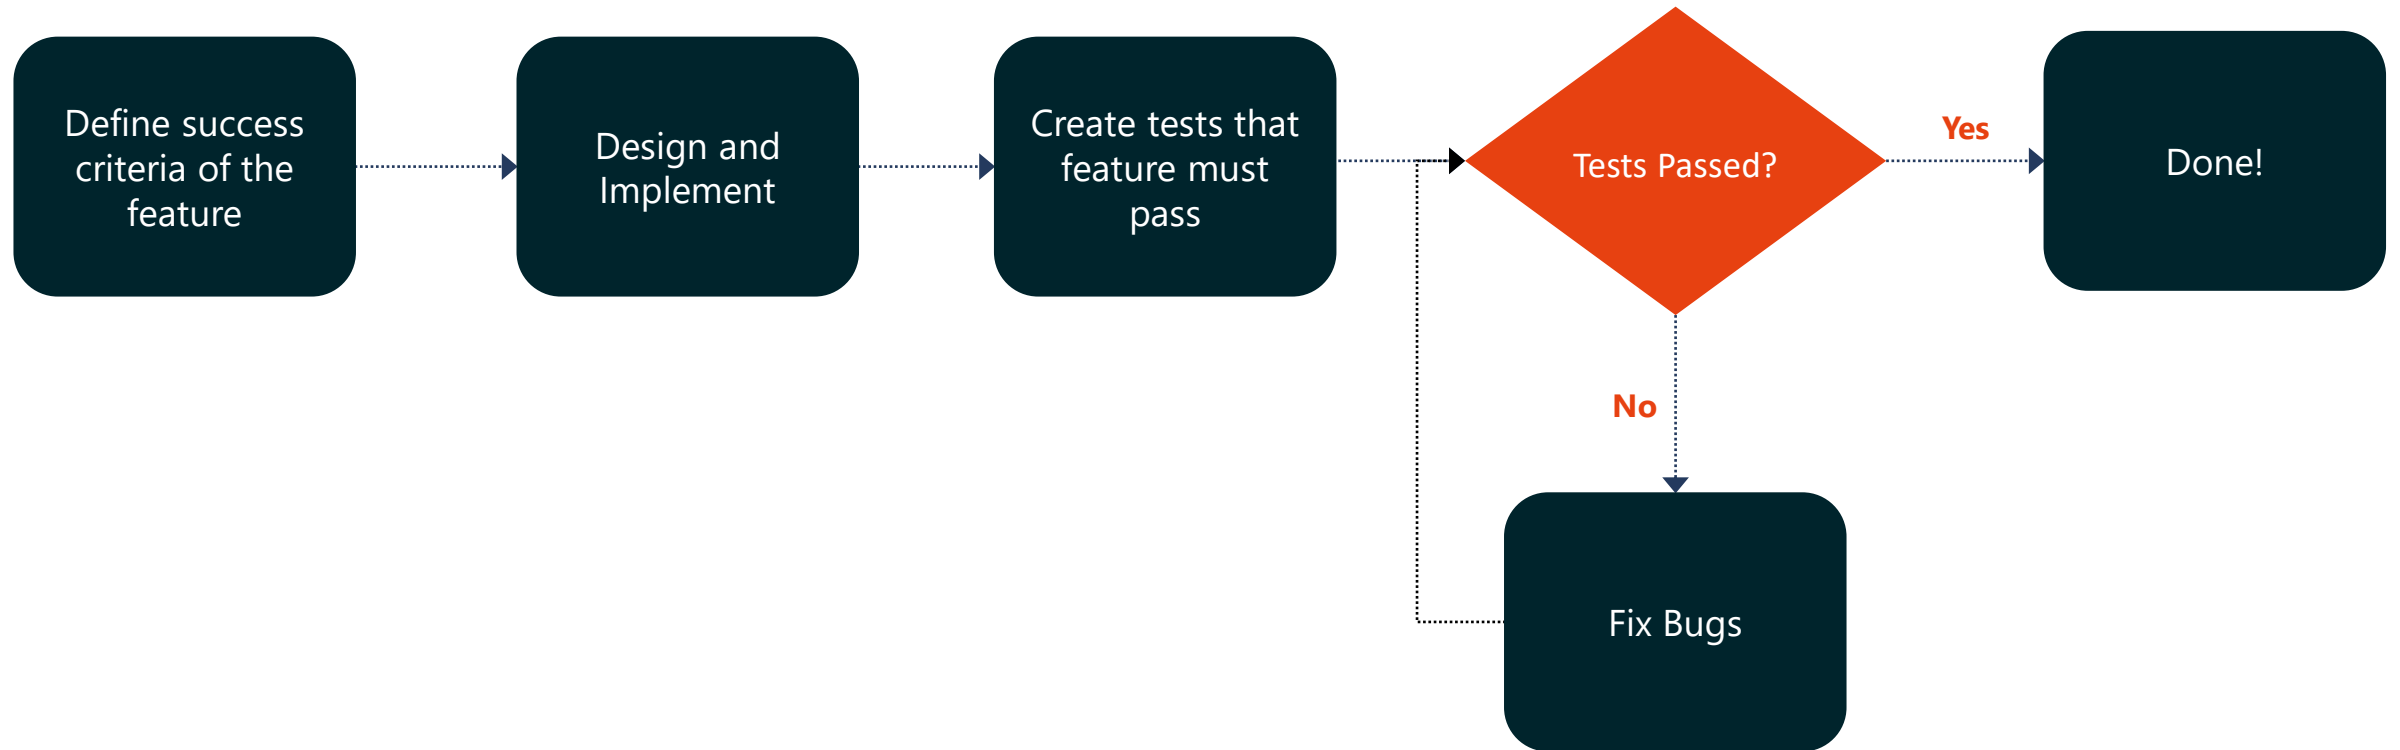 Define success
criteria of the
feature
Design and
Implement
Create tests that
feature must
pass
Tests Passed?
Yes
Done!
No
Fix Bugs